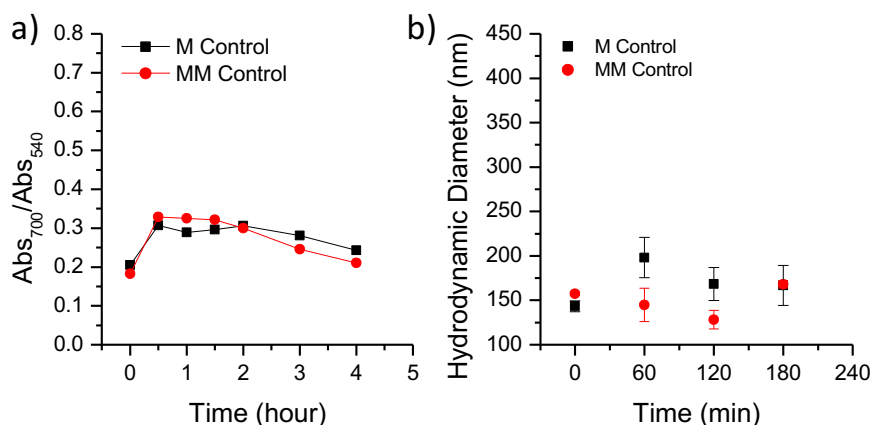 a)
M Control
MM Control
Abs700/Abs540
0.8
0.7
0.6
0.5
0.4
0.3
0.2
0.1
0.0
0 1 2 3 4 5
Time (hour)
b)
M Control
MM Control
Hydrodynamic Diameter (nm)
450
400
350
300
250
200
150
100
0 60 120 180 240
Time (min)